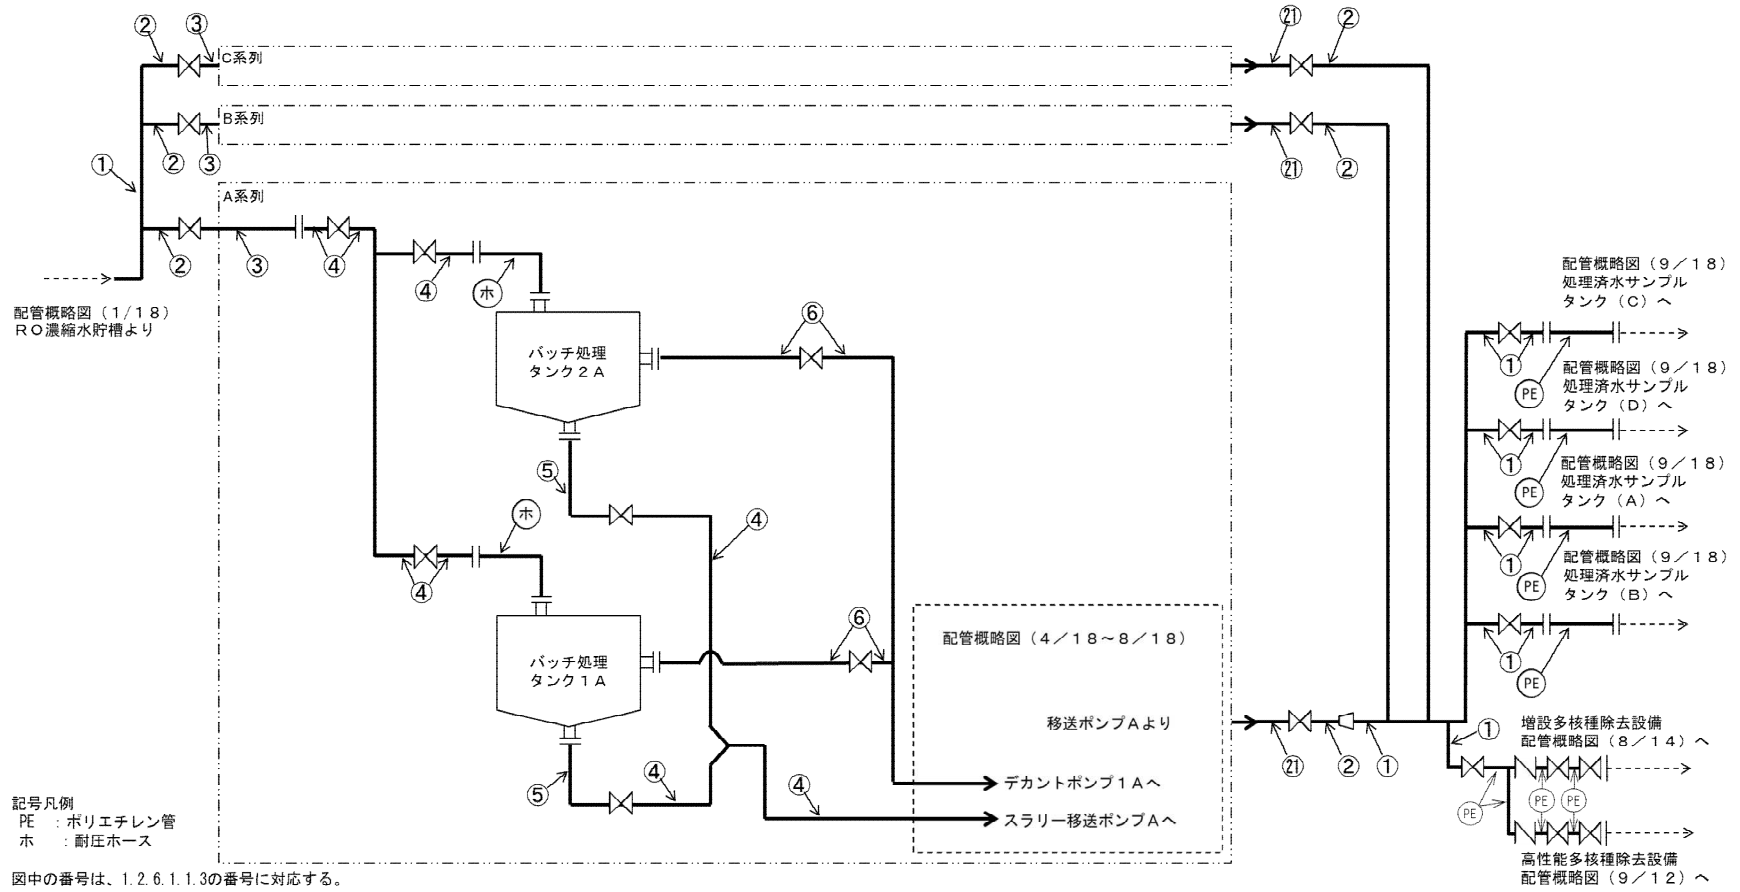 ② ③ ㉑ ②
C系列
B系列
② ③ ㉑ ②
①
A系列
② ③ ④ ④ ホ
配管概略図(1/18)
RO濃縮水貯槽より
バッチ処理
タンク2A
⑥
⑤
ホ
④
④
バッチ処理
タンク1A
⑥
⑤
④
④
配管概略図(4/18~8/18)
移送ポンプAより
デカントポンプ1Aへ
スラリー移送ポンプAへ
㉑ ② ①
配管概略図(9/18)
処理済水サンプル
タンク(C)へ
① PE
配管概略図(9/18)
処理済水サンプル
タンク(D)へ
① PE
配管概略図(9/18)
処理済水サンプル
タンク(A)へ
① PE
配管概略図(9/18)
処理済水サンプル
タンク(B)へ
① PE
①
増設多核種除去設備
配管概略図(8/14)へ
PE PE PE
高性能多核種除去設備
配管概略図(9/12)へ
記号凡例
PE :ポリエチレン管
ホ :耐圧ホース
図中の番号は、1.2.6.1.1.3の番号に対応する。